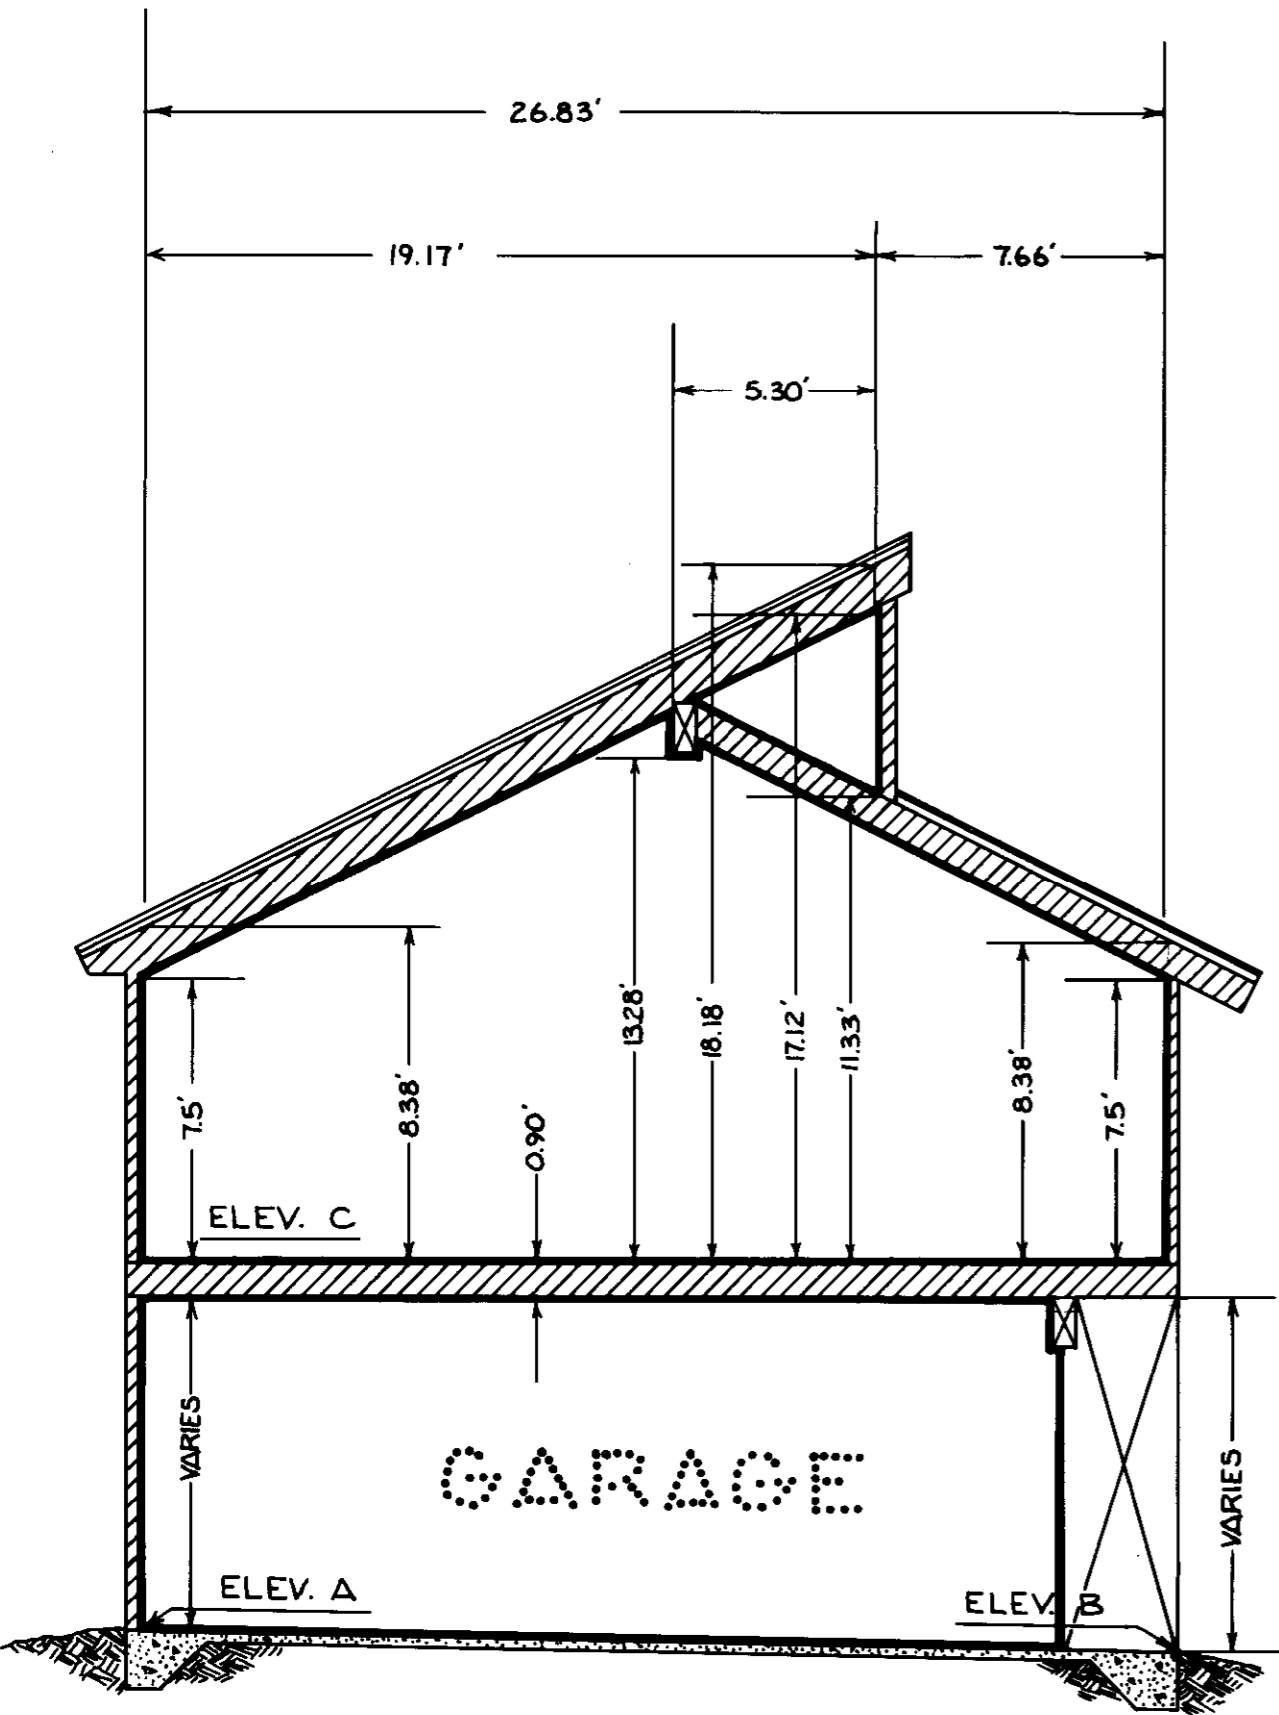 26.83'
19.17'
7.66'
5.30'
7.5'
8.38'
0.90'
13.28'
18.18'
17.12'
11.33'
8.38'
7.5'
ELEV. C
VARIES
GARAGE
VARIES
ELEV. A
ELEV. B